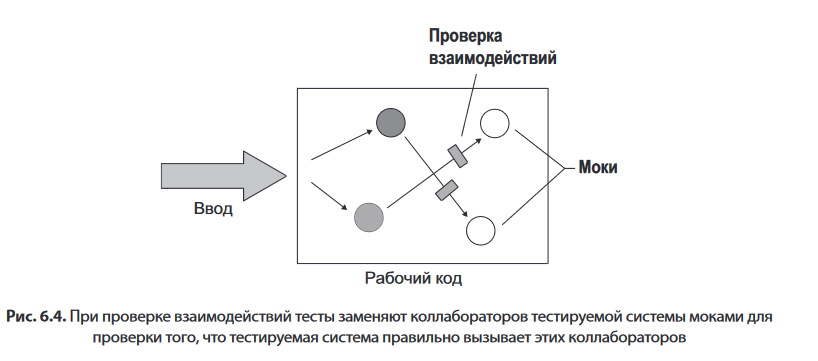 Проверка
взаимодействий
Моки
Ввод
Рабочий код
Рис. 6.4. При проверке взаимодействий тесты заменяют коллабораторов тестируемой системы моками для
проверки того, что тестируемая система правильно вызывает этих коллабораторов